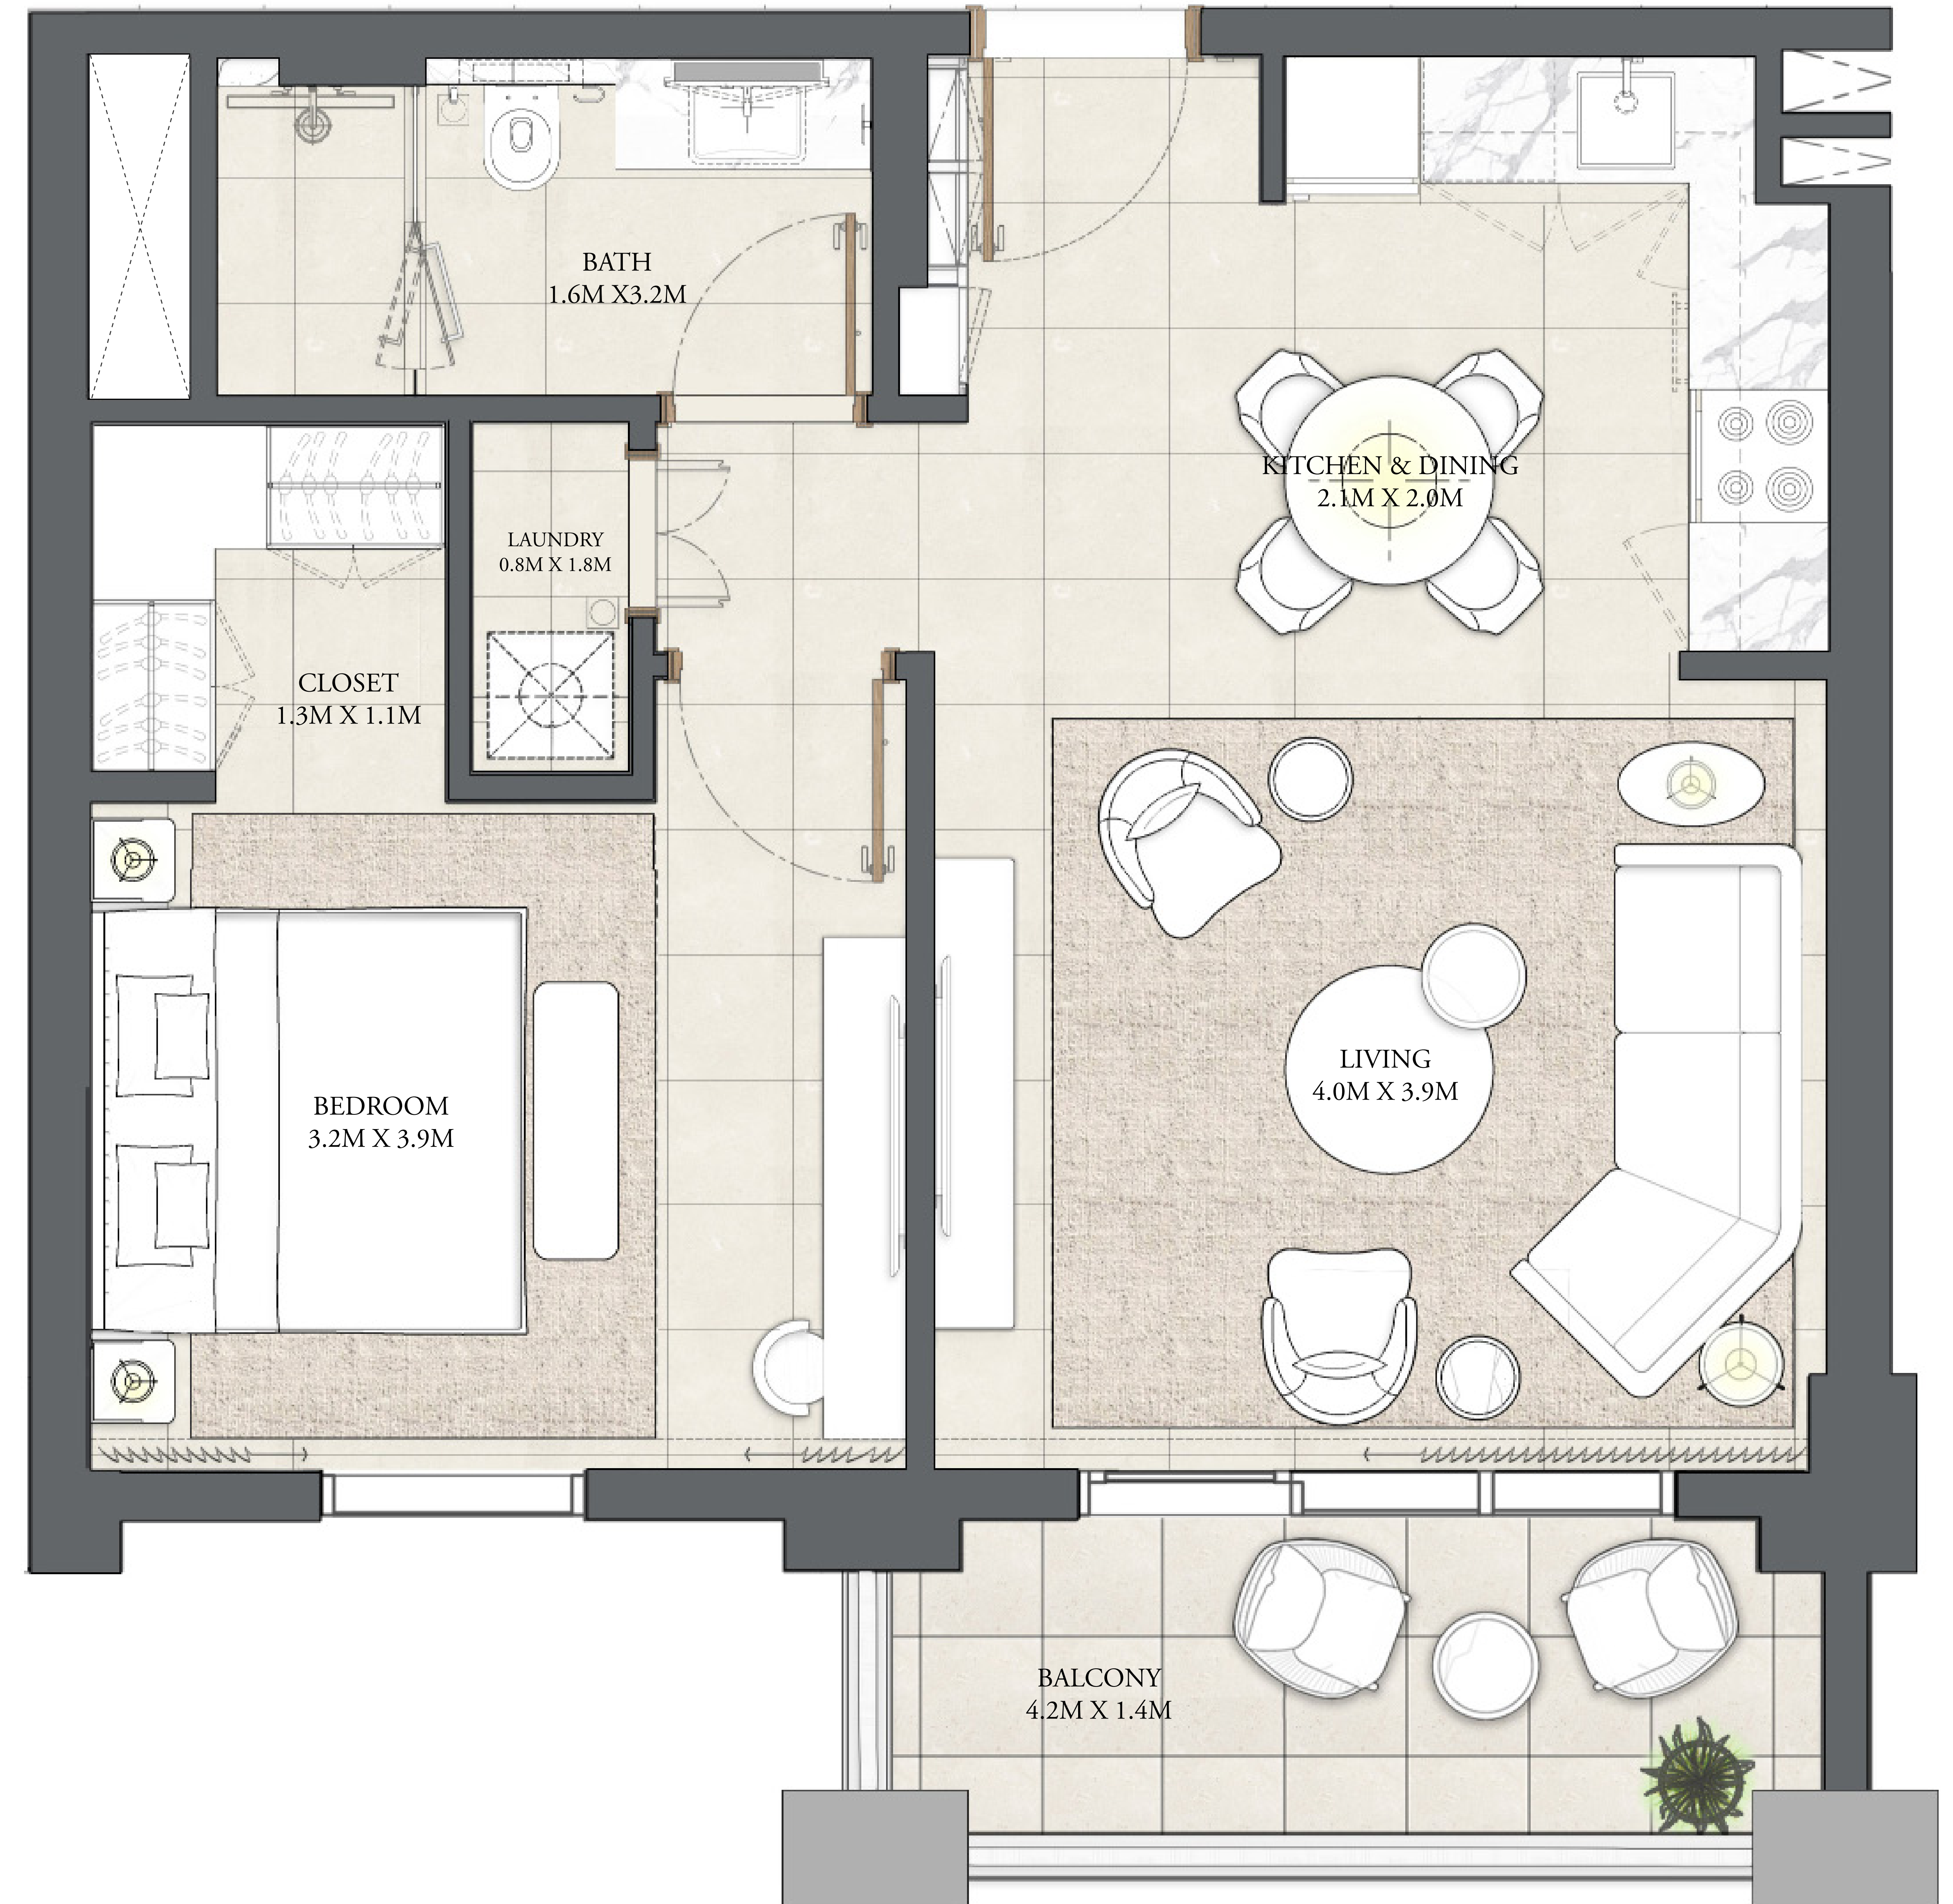 BATH
1.6M X3.2M
KITCHEN & DINING
2.1M X 2.0M
LAUNDRY
0.8M X 1.8M
CLOSET
1.3M X 1.1M
LIVING
4.0M X 3.9M
BEDROOM
3.2M X 3.9M
BALCONY
4.2M X 1.4M